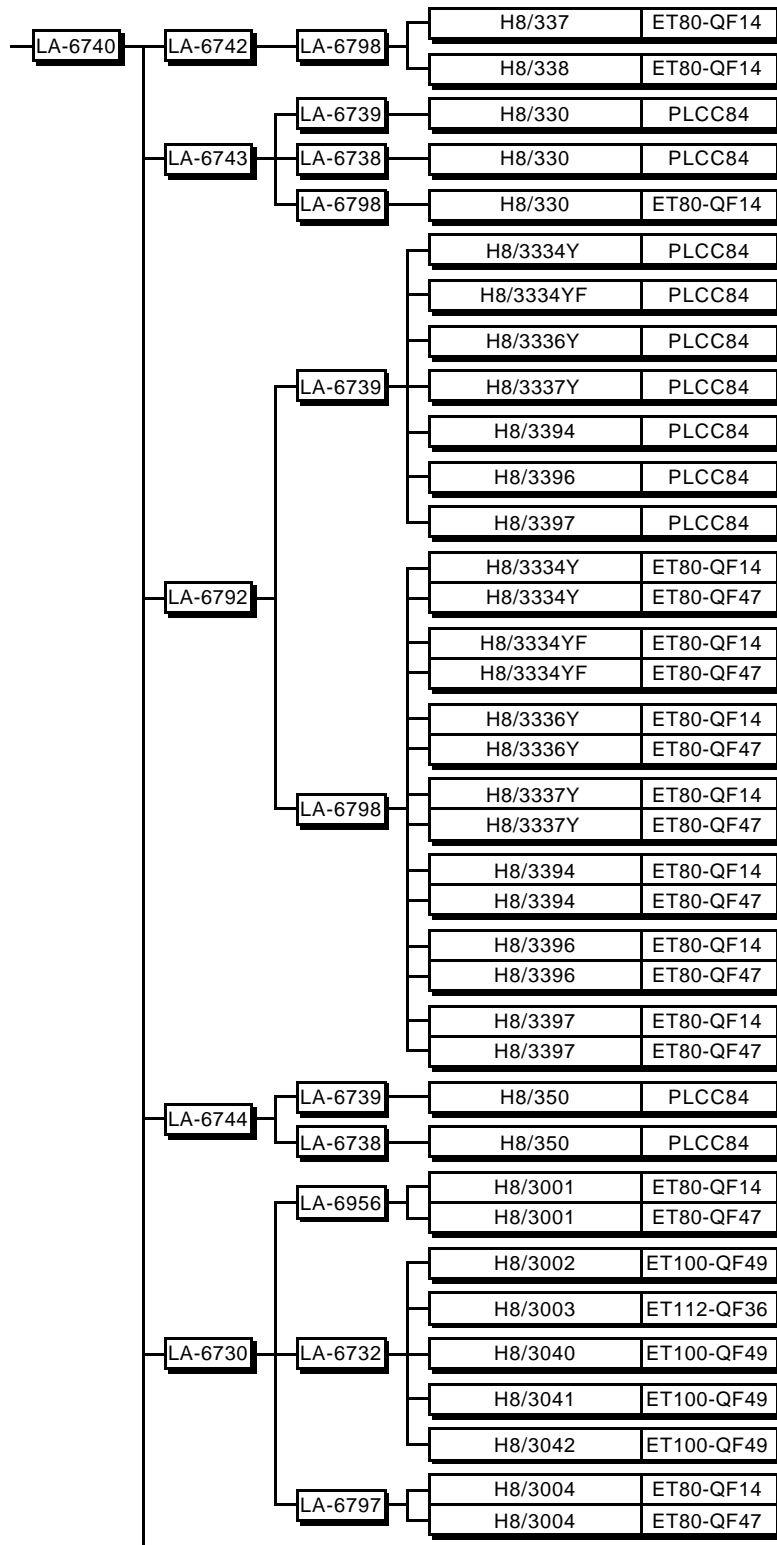 H8/337 ET80-QF14
LA-6740 LA-6742 LA-6798
H8/338 ET80-QF14
LA-6739 H8/330 PLCC84
LA-6743 LA-6738 H8/330 PLCC84
LA-6798 H8/330 ET80-QF14
H8/3334Y PLCC84
H8/3334YF PLCC84
H8/3336Y PLCC84
LA-6739 H8/3337Y PLCC84
H8/3394 PLCC84
H8/3396 PLCC84
H8/3397 PLCC84
H8/3334Y ET80-QF14
LA-6792 H8/3334Y ET80-QF47
H8/3334YF ET80-QF14
H8/3334YF ET80-QF47
H8/3336Y ET80-QF14
H8/3336Y ET80-QF47
H8/3337Y ET80-QF14
LA-6798
H8/3337Y ET80-QF47
H8/3394 ET80-QF14
H8/3394 ET80-QF47
H8/3396 ET80-QF14
H8/3396 ET80-QF47
H8/3397 ET80-QF14
H8/3397 ET80-QF47
LA-6739 H8/350 PLCC84
LA-6744
LA-6738 H8/350 PLCC84
H8/3001 ET80-QF14
LA-6956
H8/3001 ET80-QF47
H8/3002 ET100-QF49
H8/3003 ET112-QF36
LA-6730 LA-6732 H8/3040 ET100-QF49
H8/3041 ET100-QF49
H8/3042 ET100-QF49
H8/3004 ET80-QF14
LA-6797
H8/3004 ET80-QF47